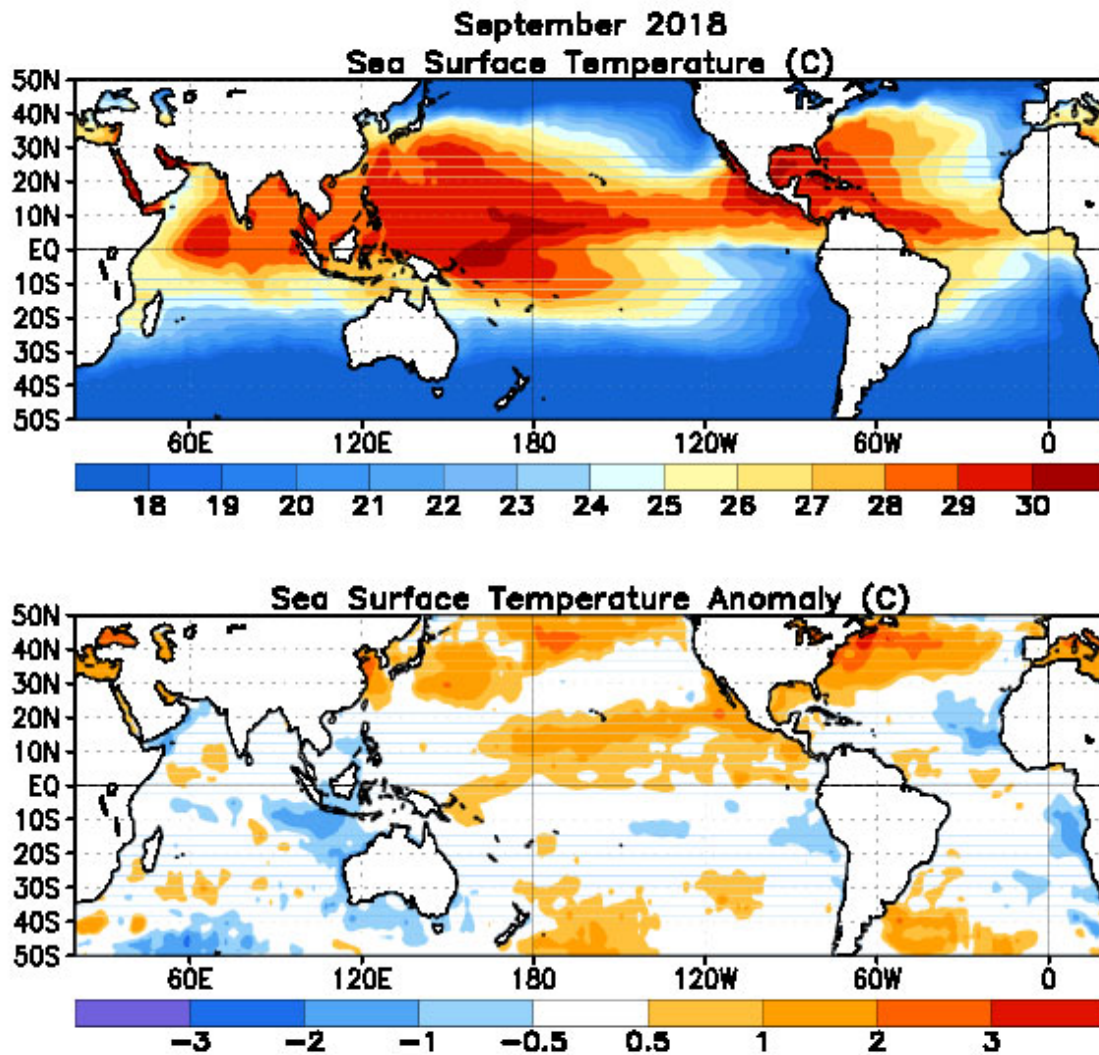 September 2018
Sea Surface Temperature (C)
50N
40N
30N
20N
10N
EQ
10S
20S
30S
40S
50S
60E 120E 180 120W 60W 0
18 19 20 21 22 23 24 25 26 27 28 29 30
Sea Surface Temperature Anomaly (C)
50N
40N
30N
20N
10N
EQ
10S
20S
30S
40S
50S
60E 120E 180 120W 60W 0
-3 -2 -1 -0.5 0.5 1 2 3